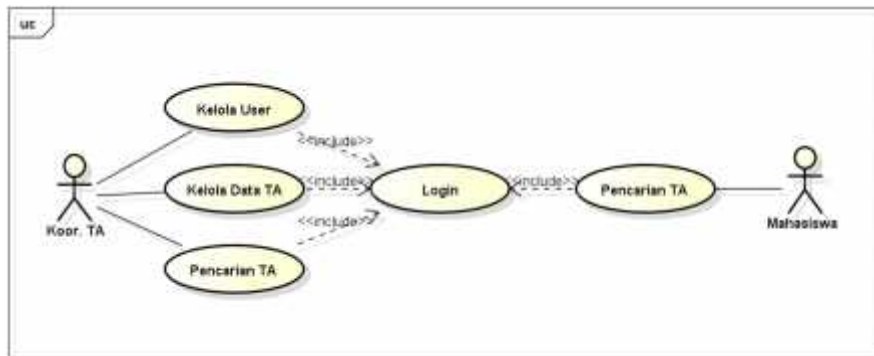 uc
Kelola User
<<include>>
Kelola Data TA
<<include>>
Login
<<include>>
Pencarian TA
Koor. TA
Mahasiswa
<<include>>
Pencarian TA